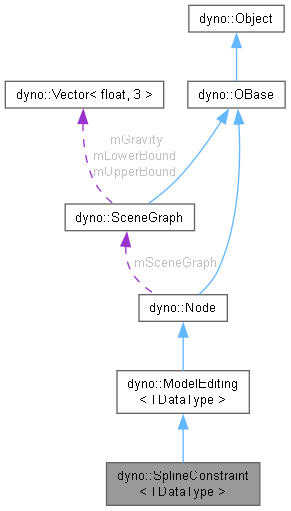 dyno::Object
dyno::Vector< float, 3 >
dyno::OBase
mGravity
mLowerBound
mUpperBound
dyno::SceneGraph
mSceneGraph
dyno::Node
dyno::ModelEditing
< TDataType >
dyno::SplineConstraint
< TDataType >